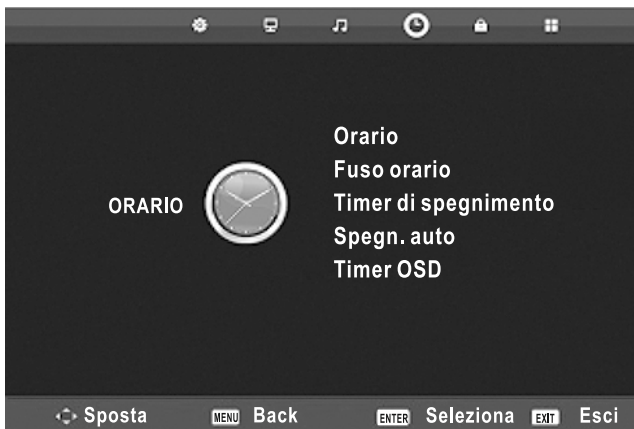 Orario
Fuso orario
ORARIO
Timer di spegnimento
Spegn. auto
Timer OSD
Sposta MENU Back ENTER Seleziona EXIT Esci